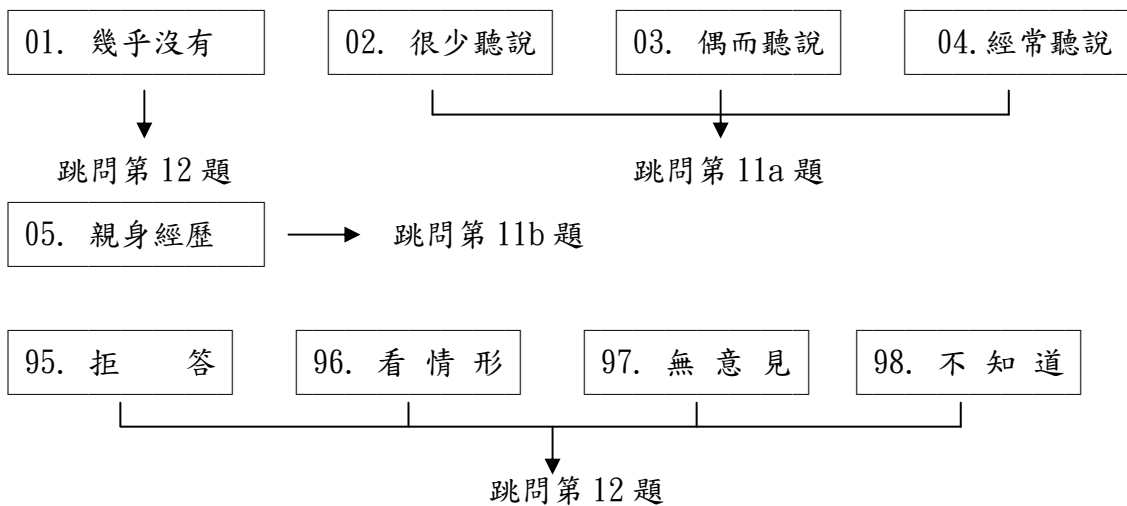 01. 幾乎沒有 02. 很少聽說 03. 偶而聽說 04.經常聽說
跳問第 12 題 跳問第 11a 題
05. 親身經歷 跳問第 11b 題
95. 拒 答 96. 看 情 形 97. 無 意 見 98. 不 知 道
跳問第 12 題